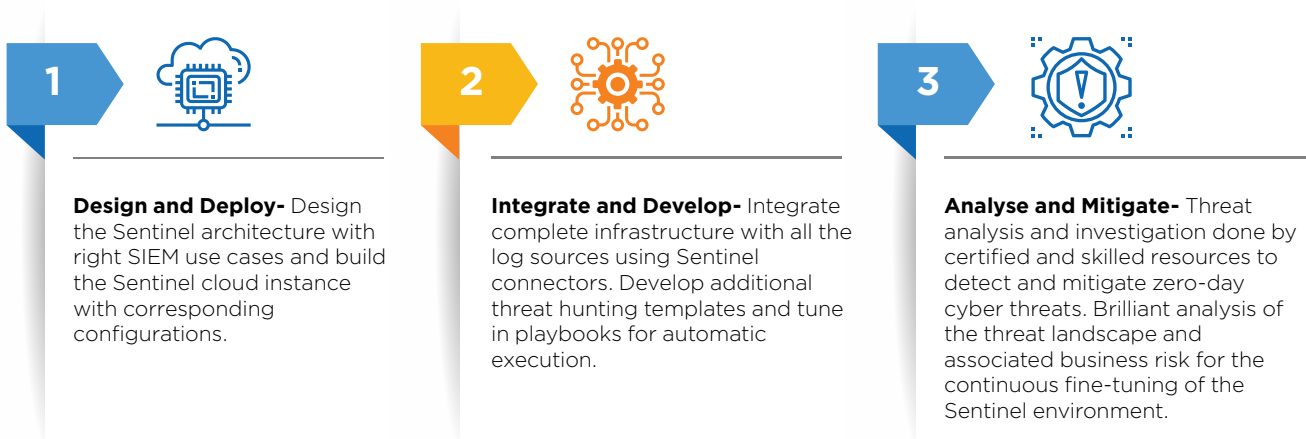 1
Design and Deploy- Design
the Sentinel architecture with
right SIEM use cases and build
the Sentinel cloud instance
with corresponding
configurations.
2
Integrate and Develop- Integrate
complete infrastructure with all the
log sources using Sentinel
connectors. Develop additional
threat hunting templates and tune
in playbooks for automatic
execution.
3
Analyse and Mitigate- Threat
analysis and investigation done by
certified and skilled resources to
detect and mitigate zero-day
cyber threats. Brilliant analysis of
the threat landscape and
associated business risk for the
continuous fine-tuning of the
Sentinel environment.